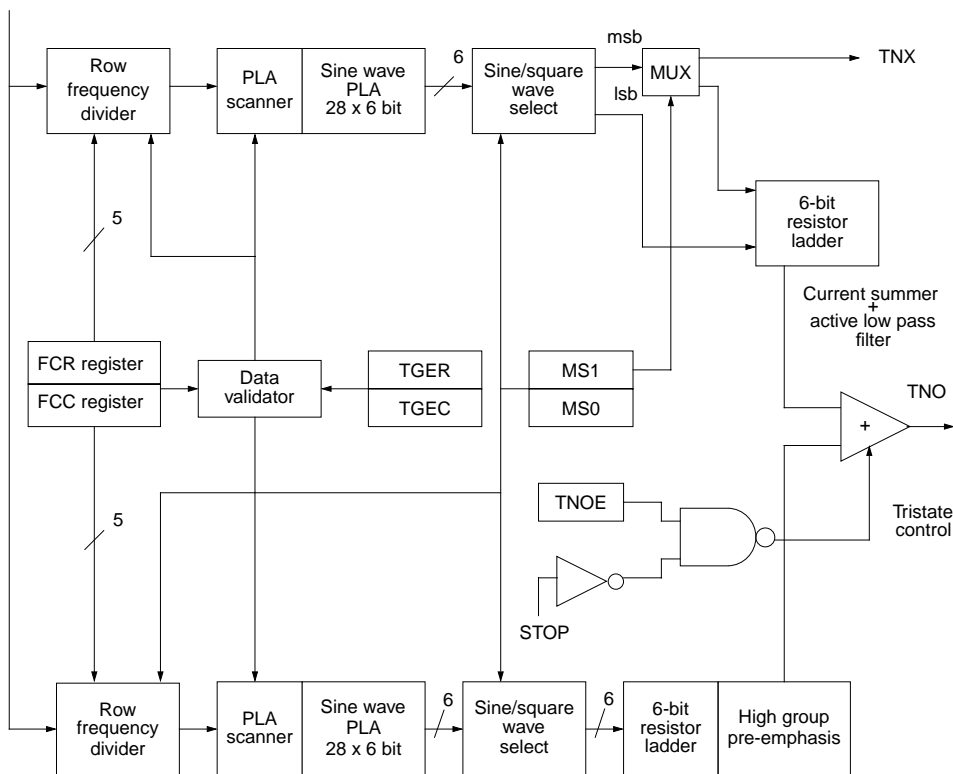 Row
frequency
divider
PLA
scanner
Sine wave
PLA
28 x 6 bit
6
Sine/square
wave
select
msb
lsb
MUX
TNX
5
6-bit
resistor
ladder
Current summer
+
active low pass
filter
FCR register
FCC register
Data
validator
TGER
TGEC
MS1
MS0
TNO
+
5
TNOE
Tristate
control
STOP
Row
frequency
divider
PLA
scanner
Sine wave
PLA
28 x 6 bit
6
Sine/square
wave
select
6
6-bit
resistor
ladder
High group
pre-emphasis